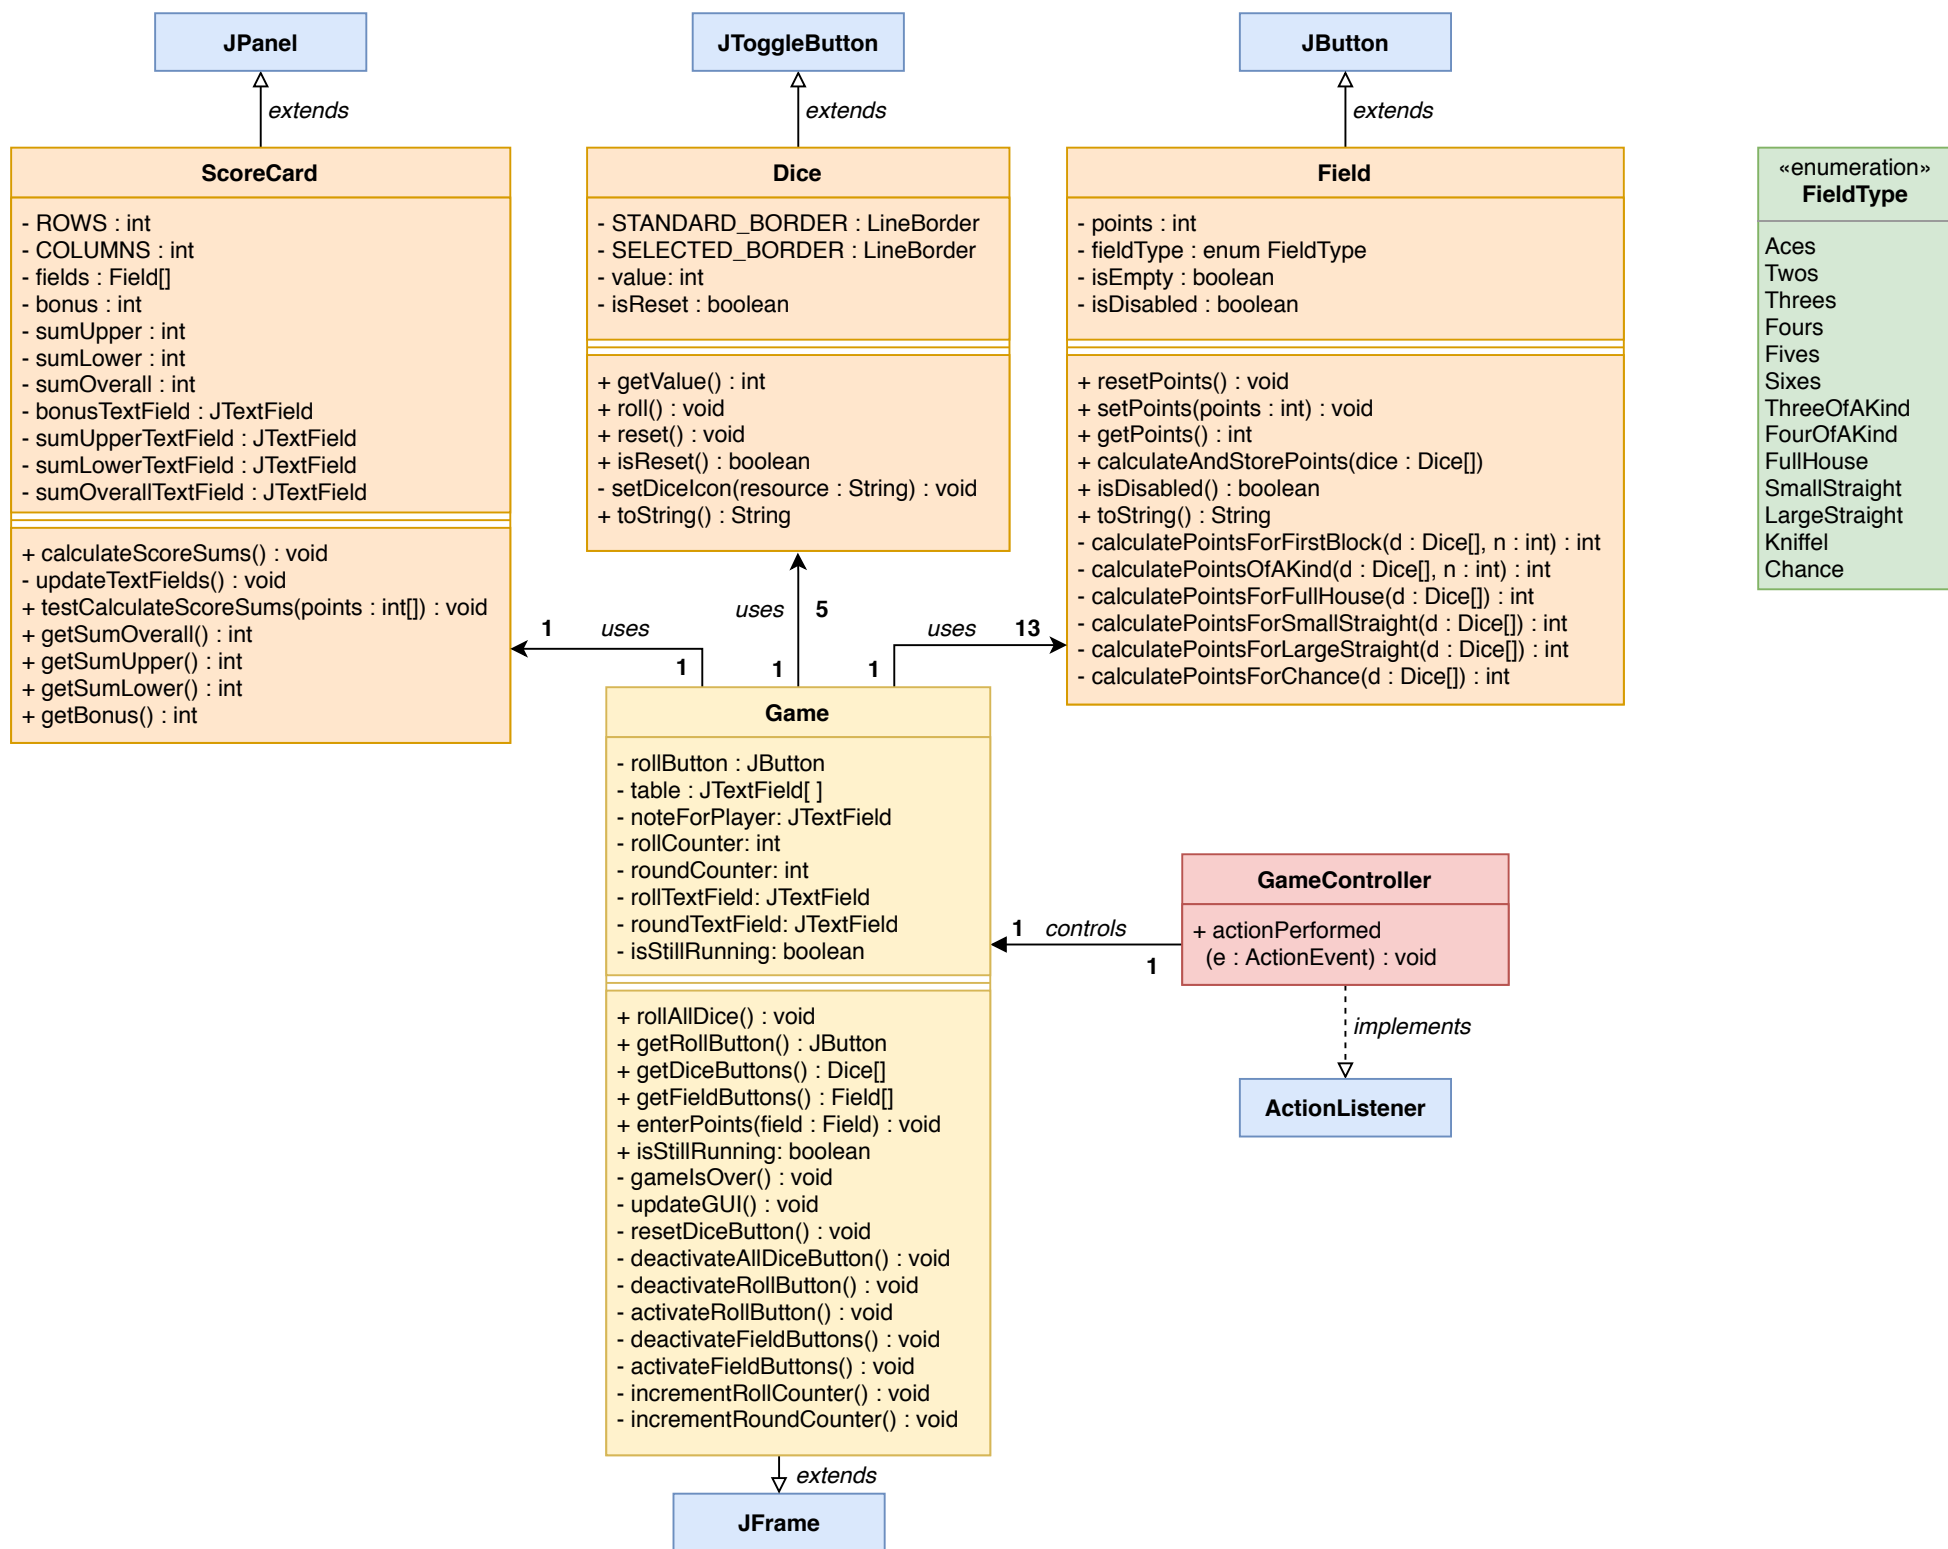 JPanel
JToggleButton
JButton
extends
extends
extends
ScoreCard
- ROWS : int
- COLUMNS : int
- fields : Field[]
- bonus : int
- sumUpper : int
- sumLower : int
- sumOverall : int
- bonusTextField : JTextField
- sumUpperTextField : JTextField
- sumLowerTextField : JTextField
- sumOverallTextField : JTextField
+ calculateScoreSums() : void
- updateTextFields() : void
+ testCalculateScoreSums(points : int[]) : void
+ getSumOverall() : int
+ getSumUpper() : int
+ getSumLower() : int
+ getBonus() : int
Dice
- STANDARD_BORDER : LineBorder
- SELECTED_BORDER : LineBorder
- value: int
- isReset : boolean
+ getValue() : int
+ roll() : void
+ reset() : void
+ isReset() : boolean
- setDiceIcon(resource : String) : void
+ toString() : String
Field
- points : int
- fieldType : enum FieldType
- isEmpty : boolean
- isDisabled : boolean
+ resetPoints() : void
+ setPoints(points : int) : void
+ getPoints() : int
+ calculateAndStorePoints(dice : Dice[])
+ isDisabled() : boolean
+ toString() : String
- calculatePointsForFirstBlock(d : Dice[], n : int) : int
- calculatePointsOfAKind(d : Dice[], n : int) : int
- calculatePointsForFullHouse(d : Dice[]) : int
- calculatePointsForSmallStraight(d : Dice[]) : int
- calculatePointsForLargeStraight(d : Dice[]) : int
- calculatePointsForChance(d : Dice[]) : int
«enumeration»
FieldType
Aces
Twos
Threes
Fours
Fives
Sixes
ThreeOfAKind
FourOfAKind
FullHouse
SmallStraight
LargeStraight
Kniffel
Chance
1 uses
1
uses 5
1
uses 13
1
Game
- rollButton : JButton
- table : JTextField[ ]
- noteForPlayer: JTextField
- rollCounter: int
- roundCounter: int
- rollTextField: JTextField
- roundTextField: JTextField
- isStillRunning: boolean
+ rollAllDice() : void
+ getRollButton() : JButton
+ getDiceButtons() : Dice[]
+ getFieldButtons() : Field[]
+ enterPoints(field : Field) : void
+ isStillRunning: boolean
- gameIsOver() : void
- updateGUI() : void
- resetDiceButton() : void
- deactivateAllDiceButton() : void
- deactivateRollButton() : void
- activateRollButton() : void
- deactivateFieldButtons() : void
- activateFieldButtons() : void
- incrementRollCounter() : void
- incrementRoundCounter() : void
1 controls
1
GameController
+ actionPerformed
(e : ActionEvent) : void
implements
ActionListener
extends
JFrame